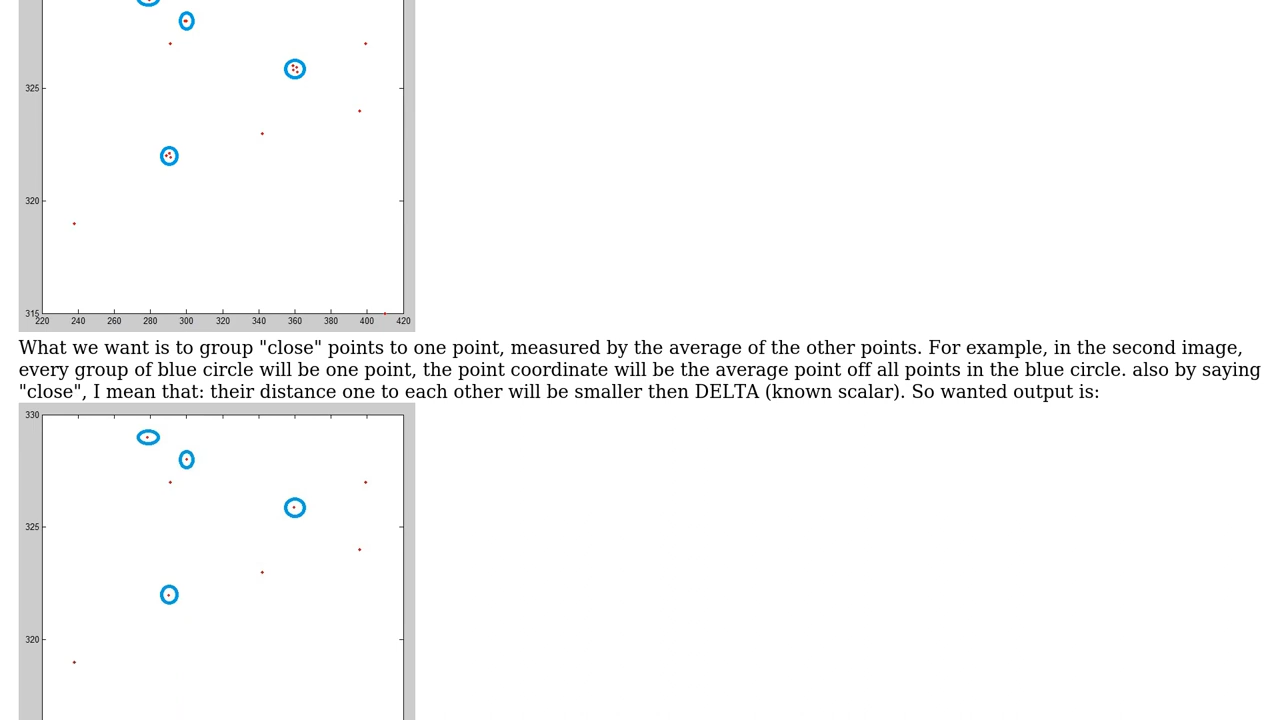 325
320
315
220 240 260 280 300 320 340 360 380 400 420
What we want is to group "close" points to one point, measured by the average of the other points. For example, in the second image,
every group of blue circle will be one point, the point coordinate will be the average point off all points in the blue circle. also by saying
"close", I mean that: their distance one to each other will be smaller then DELTA (known scalar). So wanted output is:
330
325
320